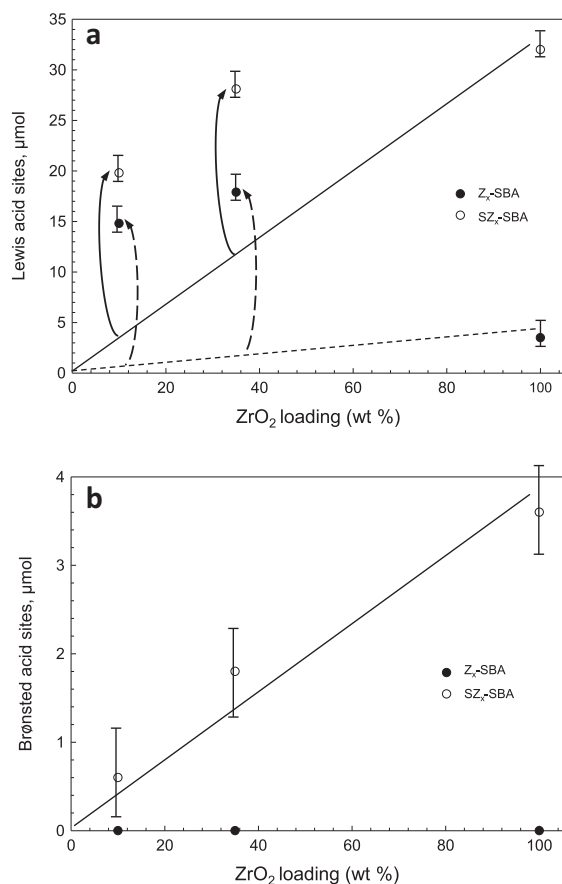 a
Lewis acid sites, µmol
35
30
25
20
15
10
5
0
Zₓ-SBA
SZₓ-SBA
0 20 40 60 80 100
ZrO₂ loading (wt %)
b
Brønsted acid sites, µmol
4
3
2
1
0
Zₓ-SBA
SZₓ-SBA
0 20 40 60 80 100
ZrO₂ loading (wt %)